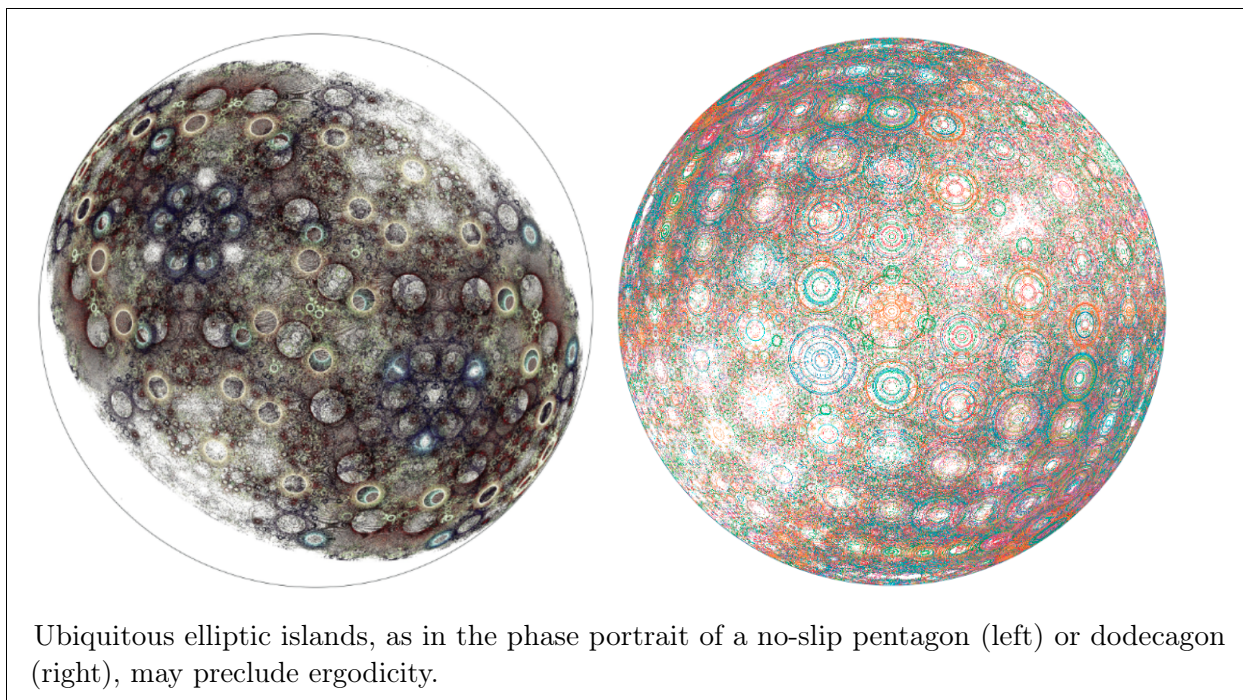 Ubiquitous elliptic islands, as in the phase portrait of a no-slip pentagon (left) or dodecagon
(right), may preclude ergodicity.